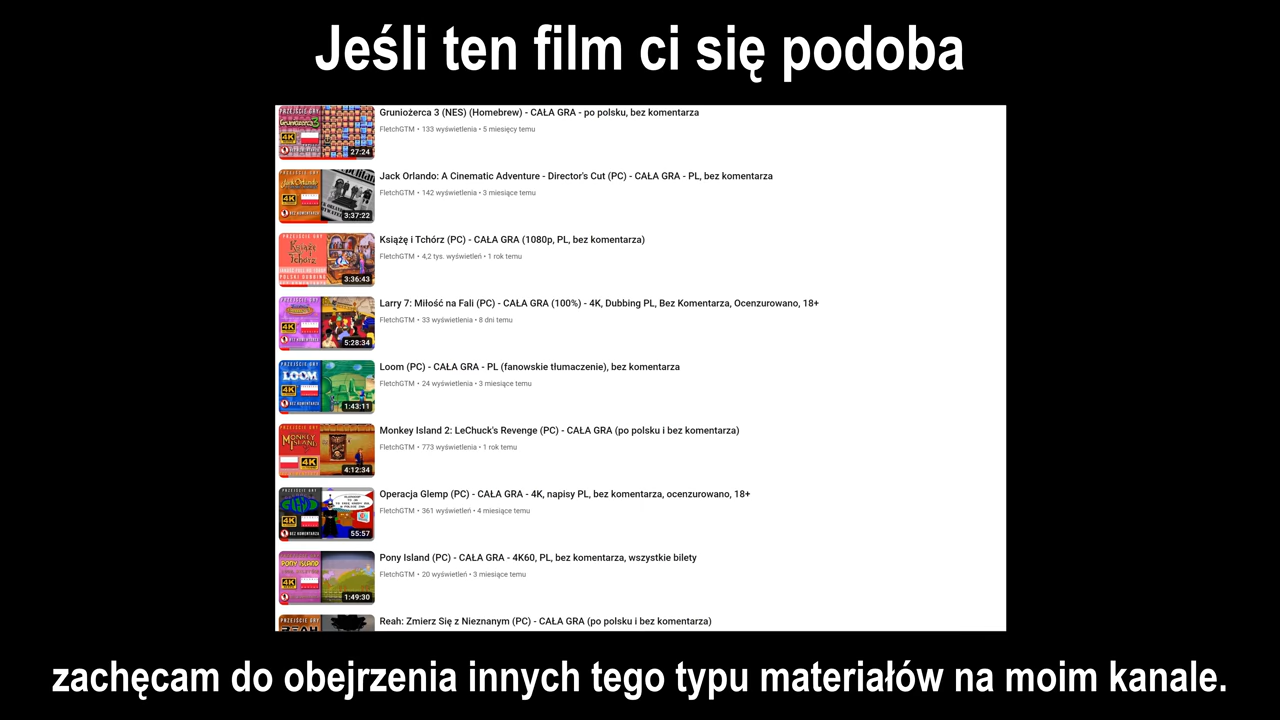 Jeśli ten film ci się podoba
Gruniożerca 3 (NES) (Homebrew) - CAŁA GRA - po polsku, bez komentarza
FletchGTM • 133 wyświetlenia • 5 miesięcy temu
27:24
Jack Orlando: A Cinematic Adventure - Director's Cut (PC) - CAŁA GRA - PL, bez komentarza
FletchGTM • 142 wyświetlenia • 3 miesiące temu
3:37:22
Książę i Tchórz (PC) - CAŁA GRA (1080p, PL, bez komentarza)
FletchGTM • 4,2 tys. wyświetleń • 1 rok temu
3:36:43
Larry 7: Miłość na Fali (PC) - CAŁA GRA (100%) - 4K, Dubbing PL, Bez Komentarza, Ocenzurowano, 18+
FletchGTM • 33 wyświetlenia • 8 dni temu
5:28:34
Loom (PC) - CAŁA GRA - PL (fanowskie tłumaczenie), bez komentarza
FletchGTM • 24 wyświetlenia • 3 miesiące temu
LOOM
4K
1:43:11
Monkey Island 2: LeChuck's Revenge (PC) - CAŁA GRA (po polsku i bez komentarza)
FletchGTM • 773 wyświetlenia • 1 rok temu
MONKEY ISLAND
4K
4:12:34
Operacja Glemp (PC) - CAŁA GRA - 4K, napisy PL, bez komentarza, ocenzurowano, 18+
FletchGTM • 361 wyświetleń • 4 miesiące temu
4K
55:57
Pony Island (PC) - CAŁA GRA - 4K60, PL, bez komentarza, wszystkie bilety
FletchGTM • 20 wyświetleń • 3 miesiące temu
PONY ISLAND
4K
1:49:30
Reah: Zmierz Się z Nieznanym (PC) - CAŁA GRA (po polsku i bez komentarza)
zachęcam do obejrzenia innych tego typu materiałów na moim kanale.